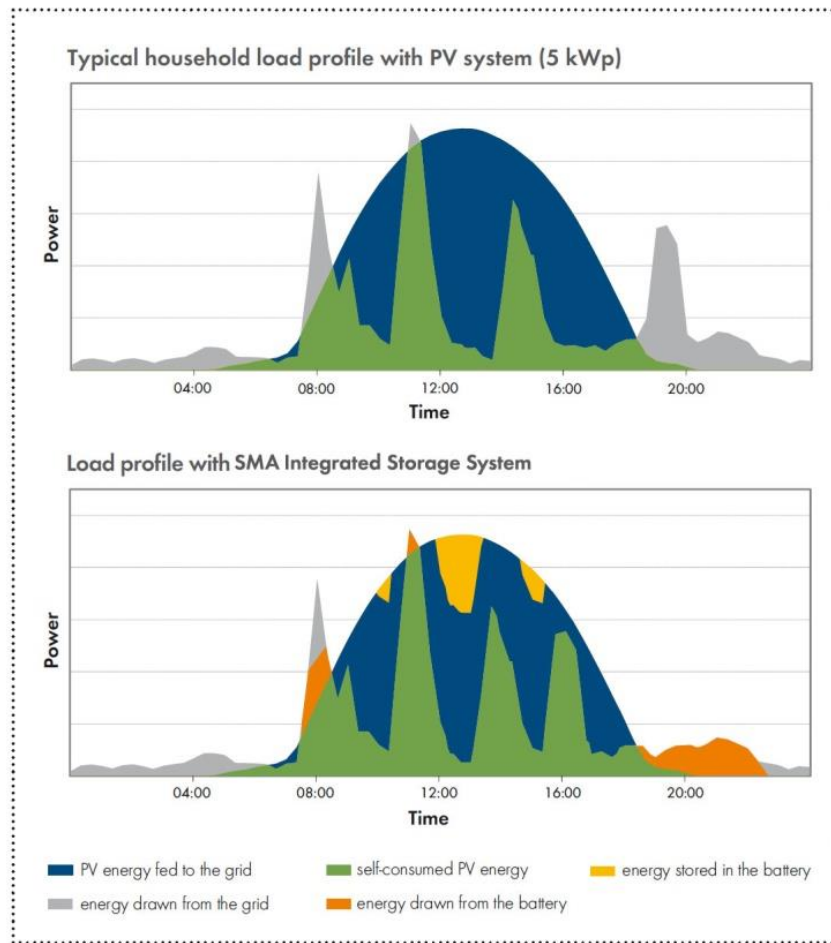 Typical household load profile with PV system (5 kWp)
Power
04:00 08:00 12:00 16:00 20:00
Time
Load profile with SMA Integrated Storage System
Power
04:00 08:00 12:00 16:00 20:00
Time
PV energy fed to the grid self-consumed PV energy energy stored in the battery
energy drawn from the grid energy drawn from the battery